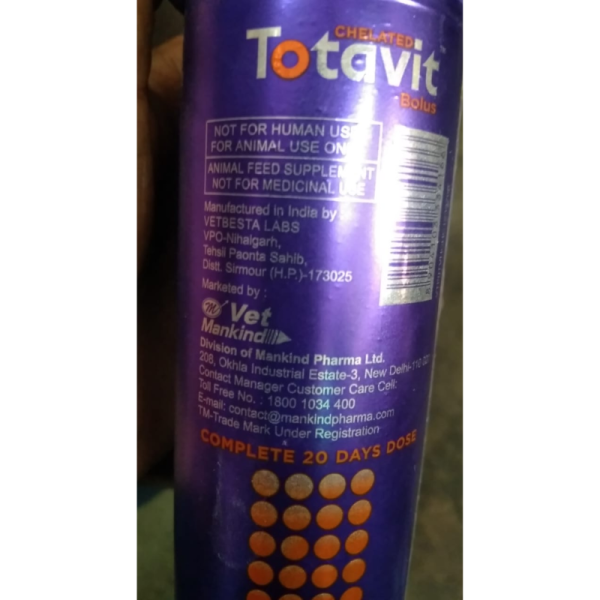 CHELATED
Totavit TM
Bolus
NOT FOR HUMAN USE
FOR ANIMAL USE ONLY
ANIMAL FEED SUPPLEMENT
NOT FOR MEDICINAL USE
Manufactured in India by :
VETBESTA LABS
VPO-Nihalgarh,
Tehsil Paonta Sahib,
Distt. Sirmour (H.P.)-173025
Marketed by :
Vet
Mankind
Division of Mankind Pharma Ltd.
208, Okhla Industrial Estate-3, New Delhi-110
Contact Manager Customer Care Cell:
Toll Free No. : 1800 1034 400
E-mail: contact@mankindpharma.com
TM-Trade Mark Under Registration
COMPLETE 20 DAYS DOSE